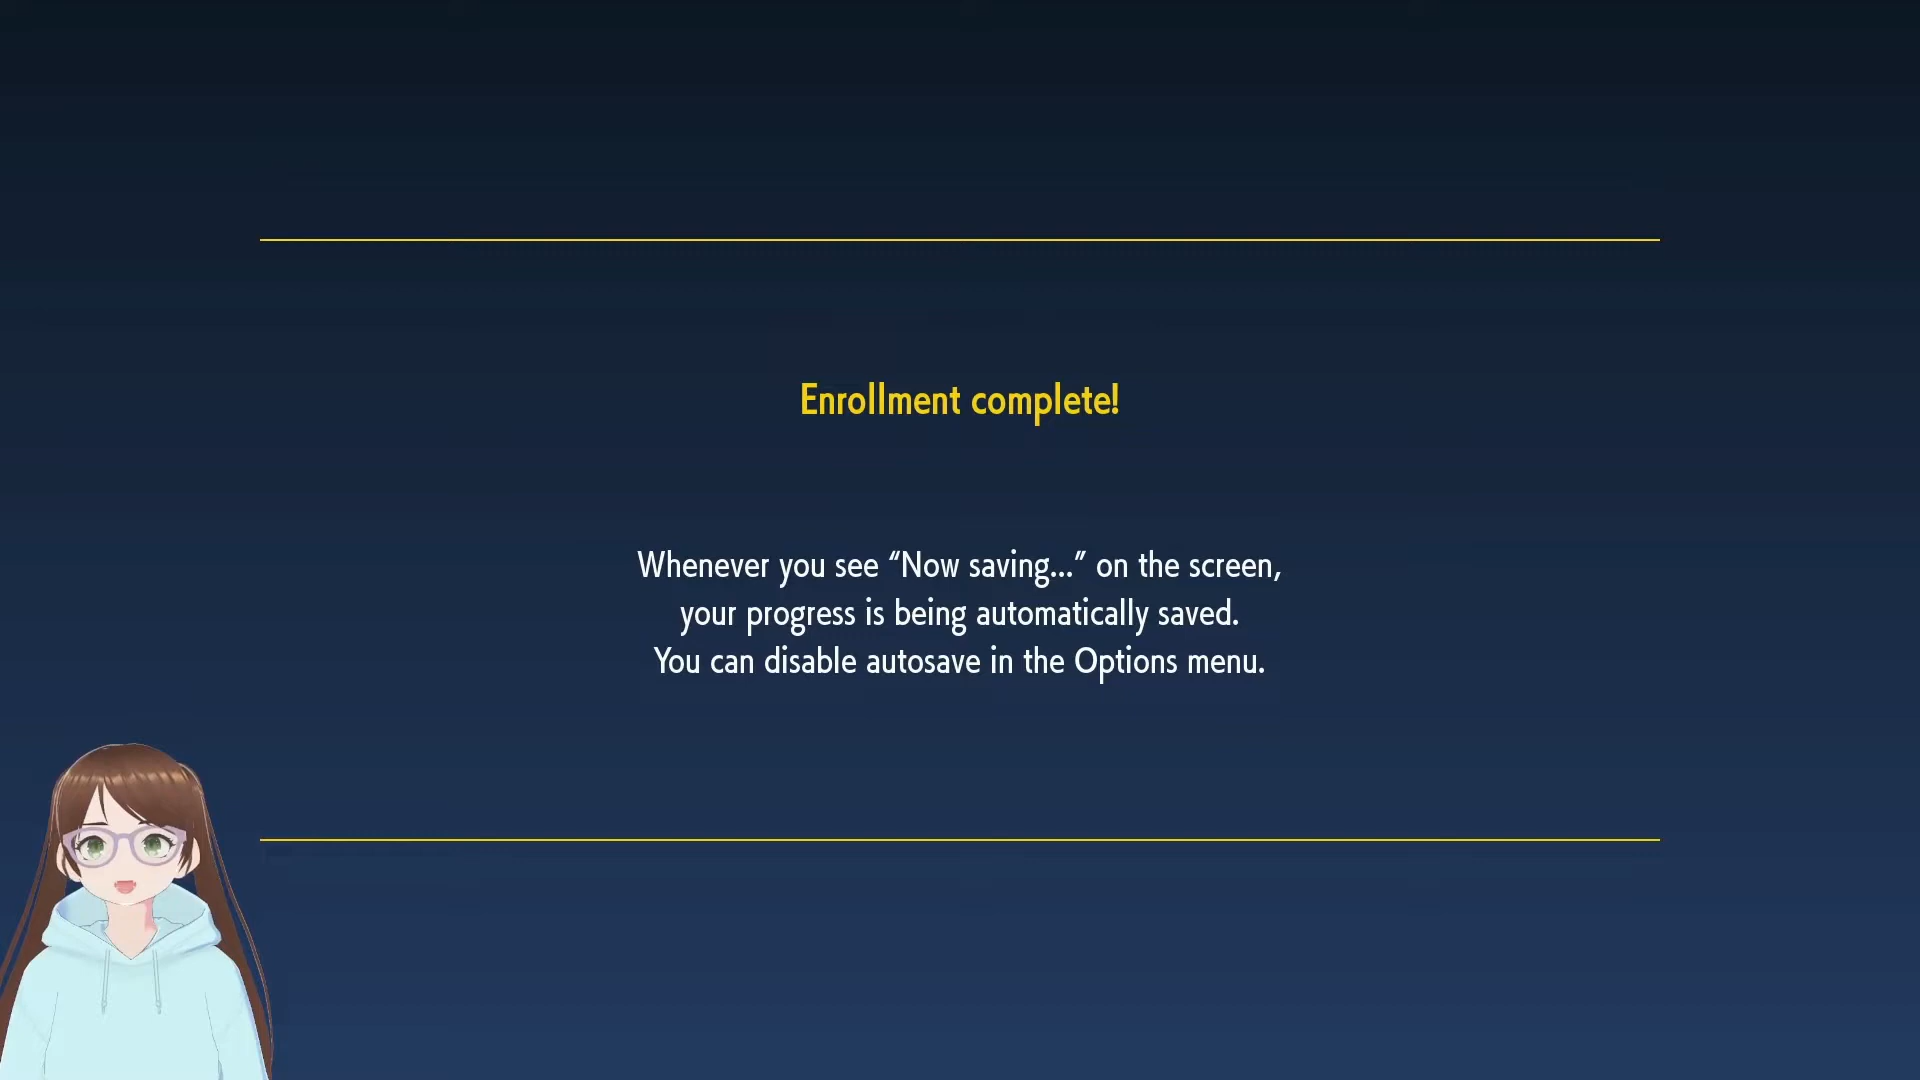 Enrollment complete!
Whenever you see “Now saving...” on the screen,
your progress is being automatically saved.
You can disable autosave in the Options menu.